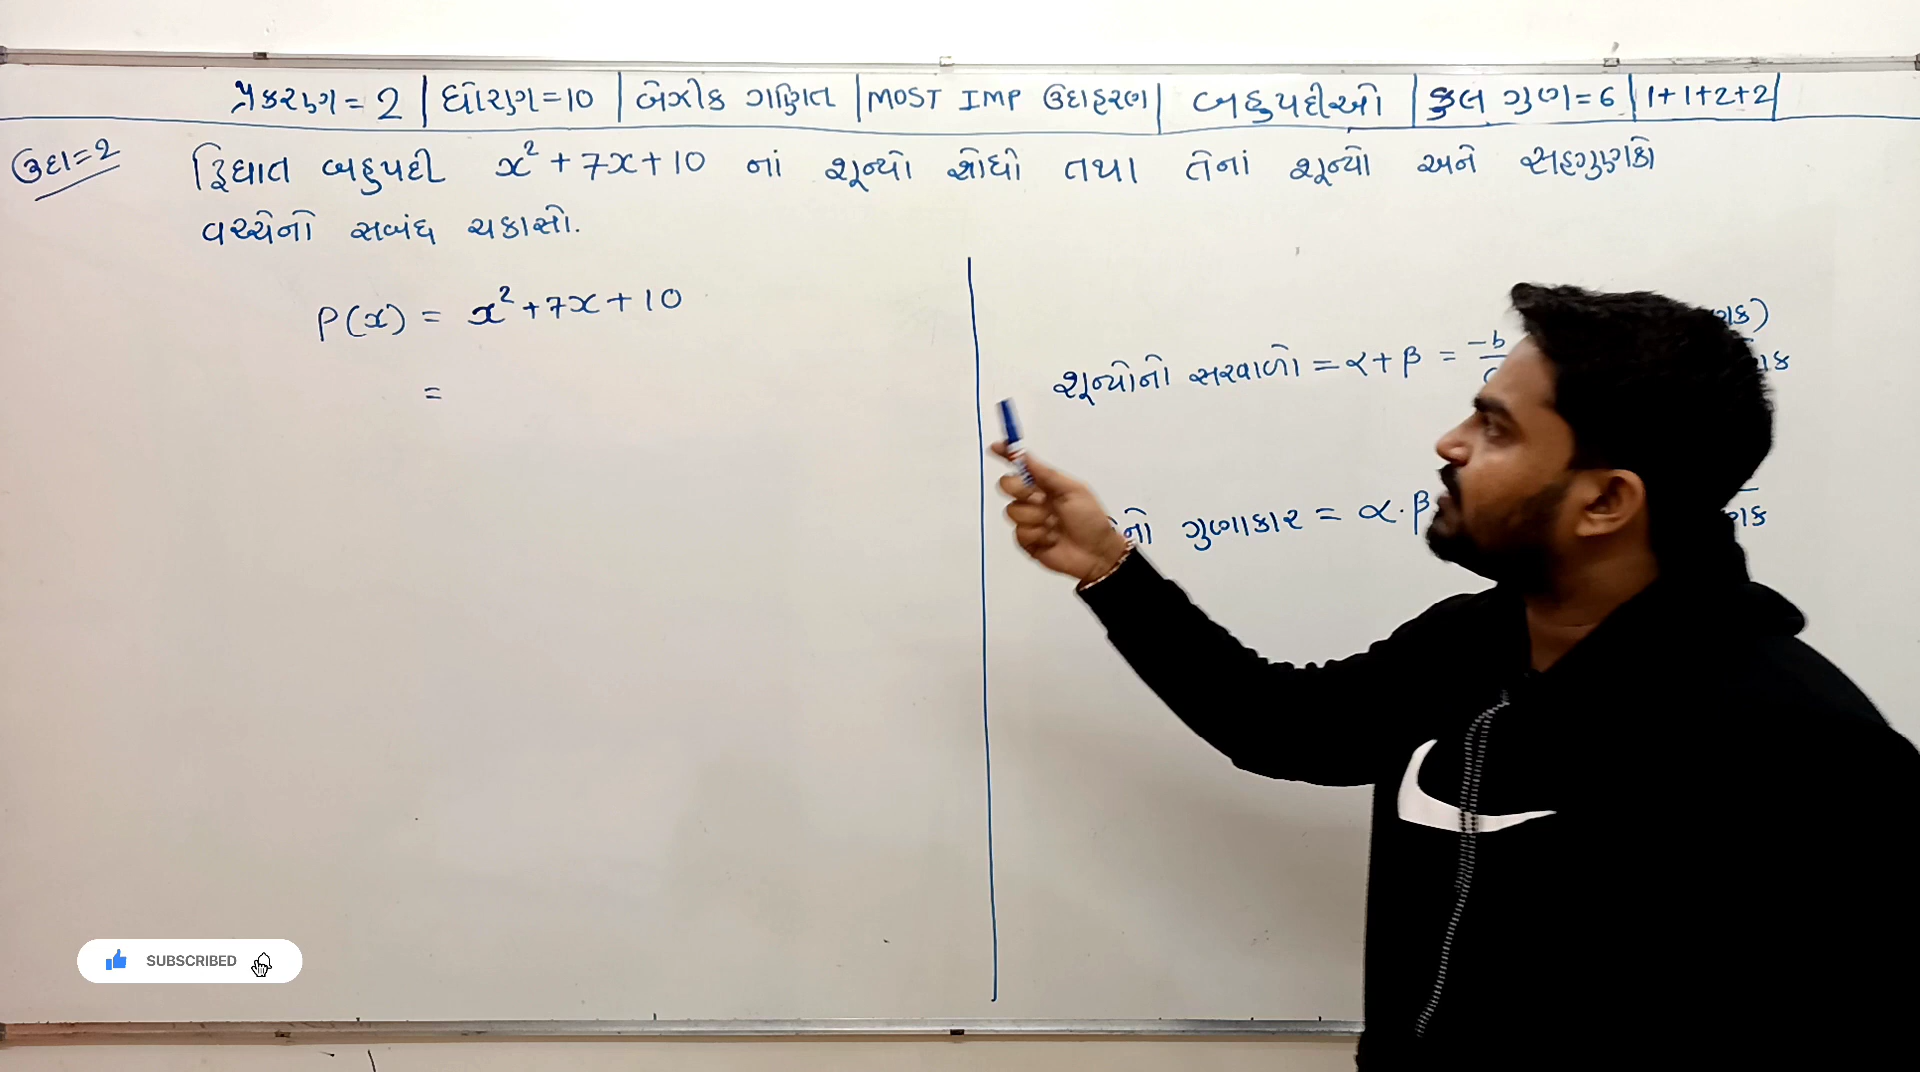 પ્રકરણ = 2 | ધોરણ = 10 | બેઝીક ગણિત | MOST IMP ઉદાહરણ | બહુપદીઓ | કુલ ગુણ = 6 | 1+1+2+2 |
ઉદા = 2 દ્વિઘાત બહુપદી x² + 7x + 10 નાં શૂન્યો શોધો તથા તેનાં શૂન્યો અને સહગુણકો
વચ્ચેનો સબંધ ચકાસો.
P(x) = x² + 7x + 10
=
શૂન્યોનો સરવાળો = α + β = -b
નો ગુણાકાર = α · β
SUBSCRIBED